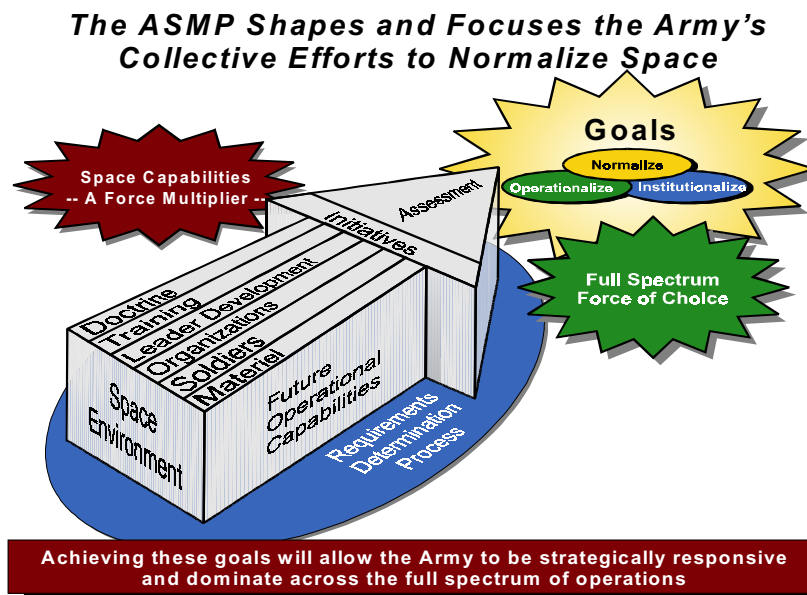 The ASMP Shapes and Focuses the Army's
Collective Efforts to Normalize Space
Space Capabilities
-- A Force Multiplier --
Goals
Normalize
Operationalize
Institutionalize
Full Spectrum
Force of Choice
Assessment
Initiatives
Doctrine
Training
Leader Development
Organizations
Soldiers
Materiel
Space
Environment
Future
Operational
Capabilities
Requirements
Determination
Process
Achieving these goals will allow the Army to be strategically responsive
and dominate across the full spectrum of operations